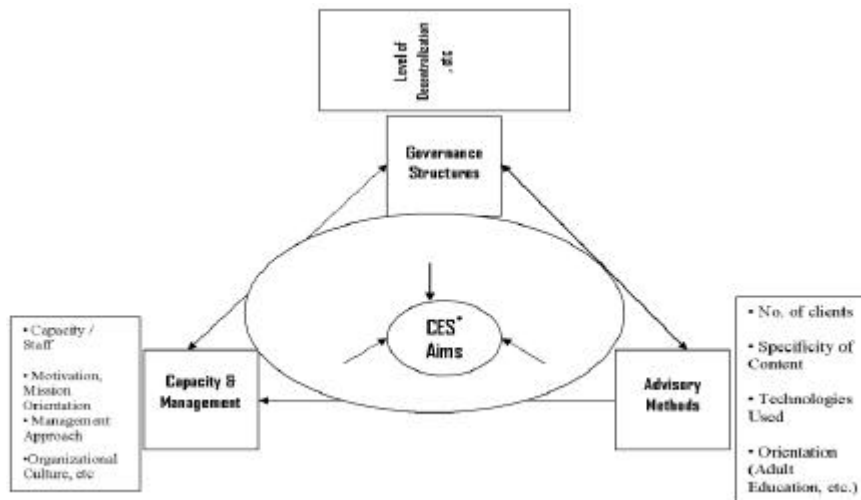 Level of
Decentralization
, etc
Governance
Structures
CES*
Aims
• Capacity /
Staff
• Motivation,
Mission
Orientation
• Management
Approach
•Organizational
Culture, etc
Capacity &
Management
Advisory
Methods
• No. of clients
• Specificity of
Content
• Technologies
Used
• Orientation
(Adult
Education, etc.)